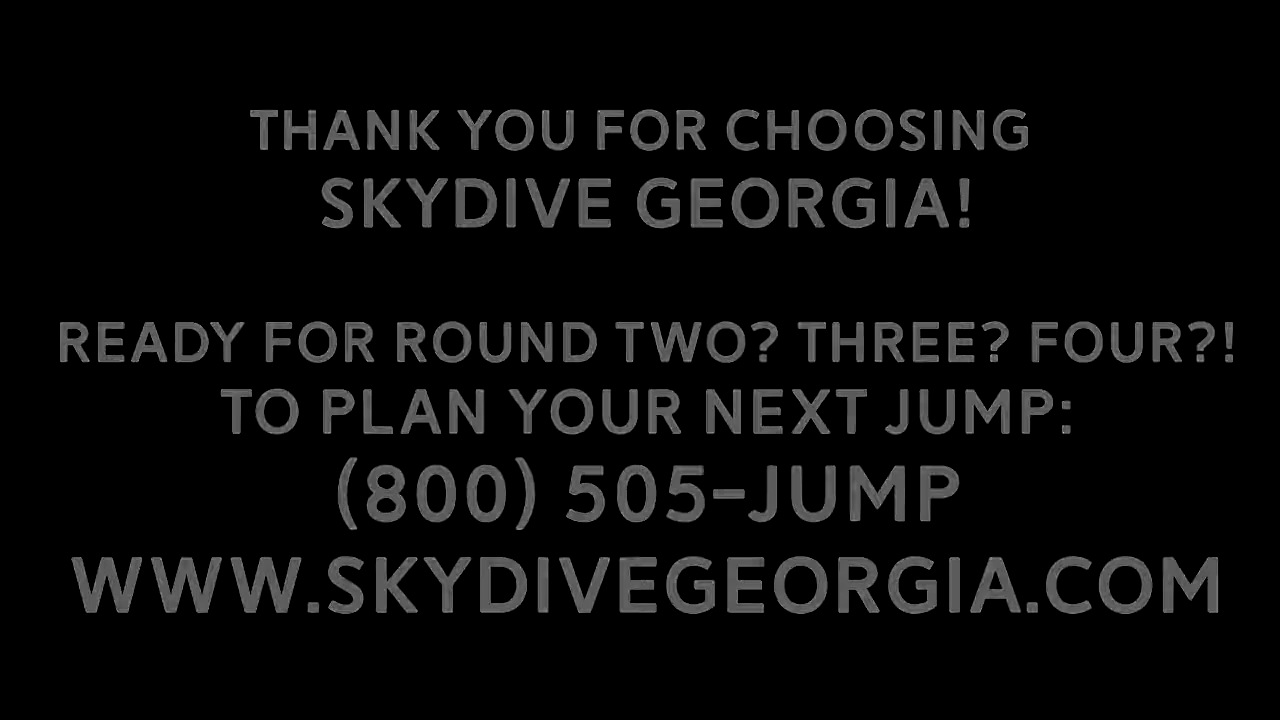 THANK YOU FOR CHOOSING
SKYDIVE GEORGIA!
READY FOR ROUND TWO? THREE? FOUR?!
TO PLAN YOUR NEXT JUMP:
(800) 505-JUMP
WWW.SKYDIVEGEORGIA.COM